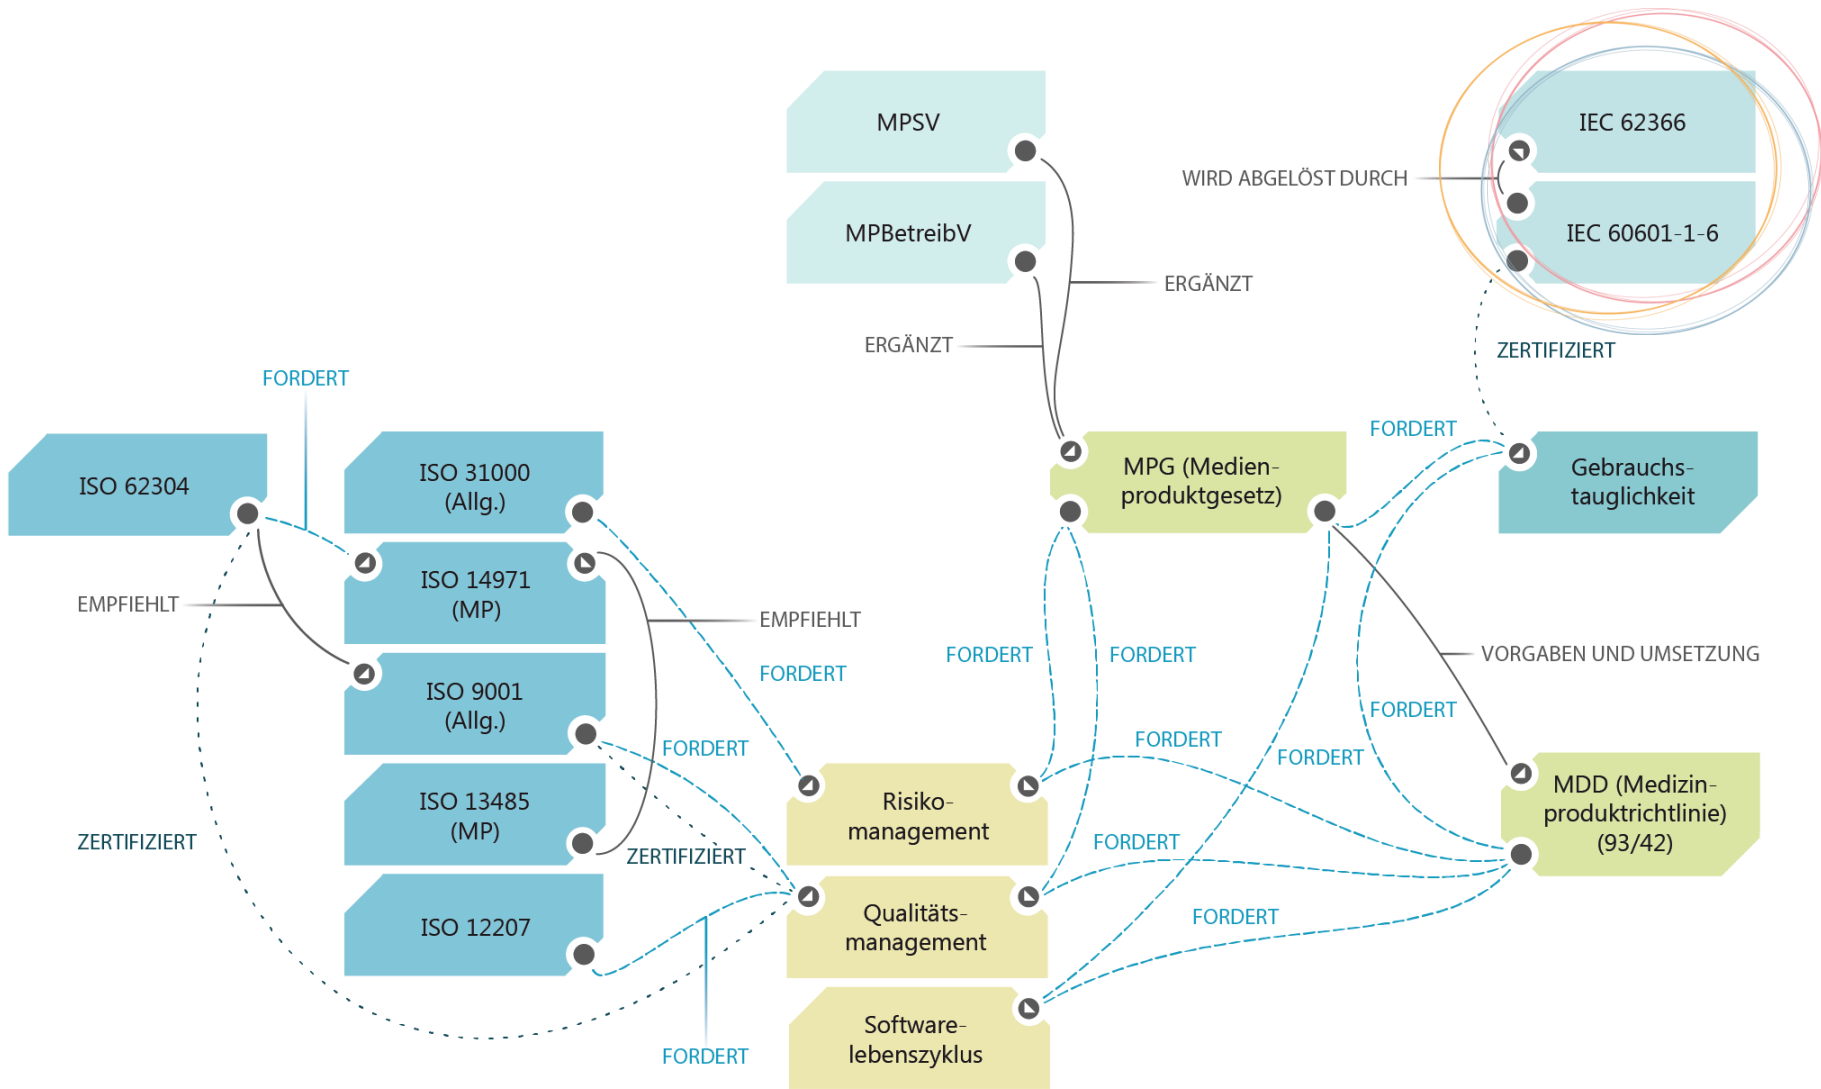 MPSV
IEC 62366
WIRD ABGELÖST DURCH
MPBetreibV
IEC 60601-1-6
ERGÄNZT
ERGÄNZT
ZERTIFIZIERT
FORDERT
FORDERT
ISO 62304
ISO 31000
(Allg.)
MPG (Medien-
produktgesetz)
Gebrauchs-
tauglichkeit
ISO 14971
(MP)
EMPFIEHLT
EMPFIEHLT
FORDERT
FORDERT
FORDERT
VORGABEN UND UMSETZUNG
ISO 9001
(Allg.)
FORDERT
FORDERT
FORDERT
FORDERT
ISO 13485
(MP)
Risiko-
management
MDD (Medizin-
produktrichtlinie)
(93/42)
ZERTIFIZIERT
ZERTIFIZIERT
FORDERT
ISO 12207
Qualitäts-
management
FORDERT
Software-
lebenszyklus
FORDERT